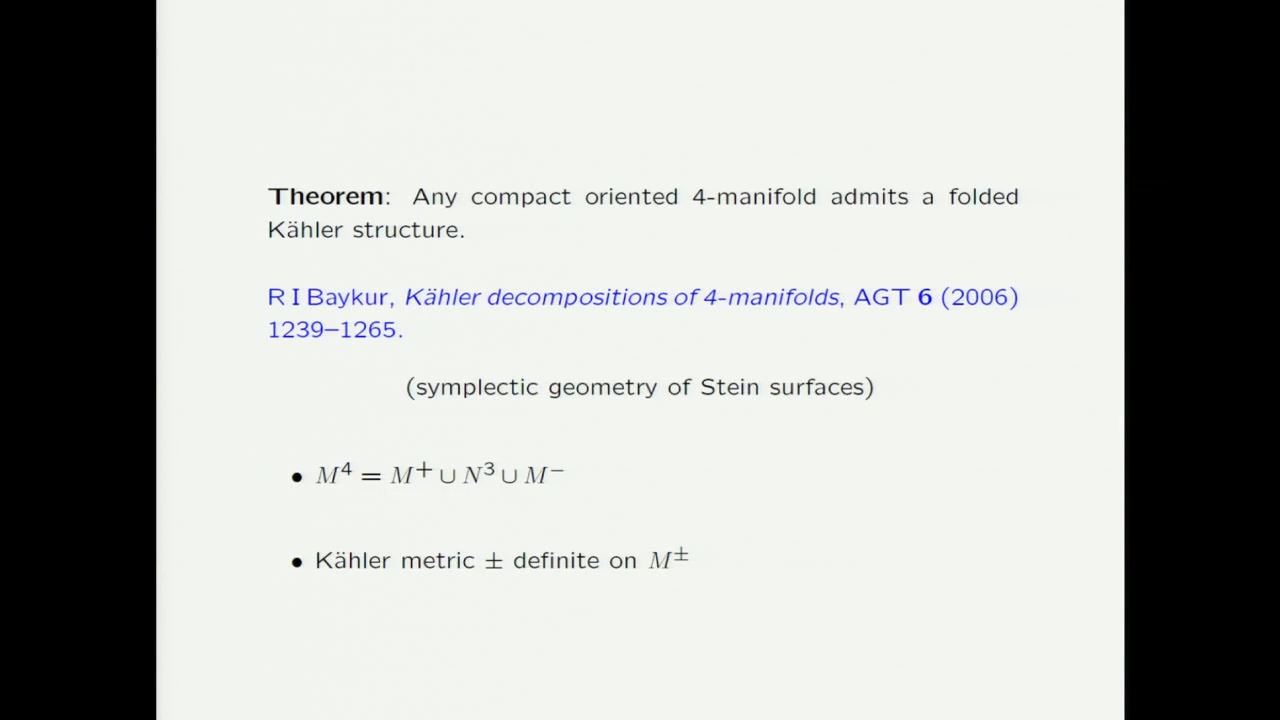 Theorem: Any compact oriented 4-manifold admits a folded
Kähler structure.
R I Baykur, Kähler decompositions of 4-manifolds, AGT 6 (2006)
1239–1265.
(symplectic geometry of Stein surfaces)
• M⁴ = M⁺ ∪ N³ ∪ M⁻
• Kähler metric ± definite on M^±